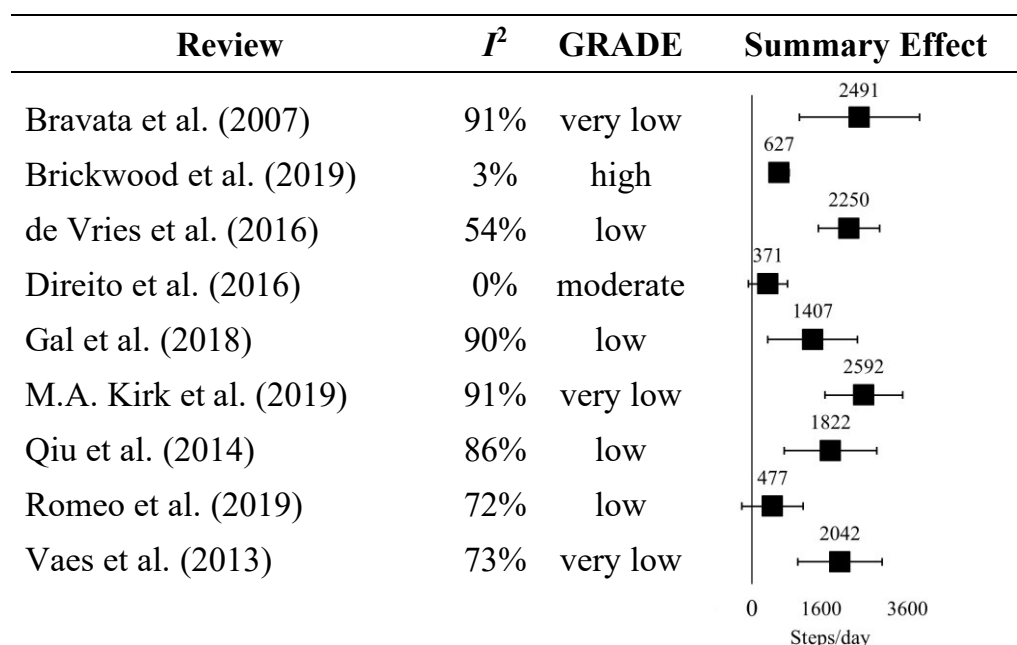 Review I² GRADE Summary Effect
2491
Bravata et al. (2007) 91% very low
627
Brickwood et al. (2019) 3% high
2250
de Vries et al. (2016) 54% low
371
Direito et al. (2016) 0% moderate
1407
Gal et al. (2018) 90% low
2592
M.A. Kirk et al. (2019) 91% very low
1822
Qiu et al. (2014) 86% low
477
Romeo et al. (2019) 72% low
2042
Vaes et al. (2013) 73% very low
0 1600 3600
Steps/day